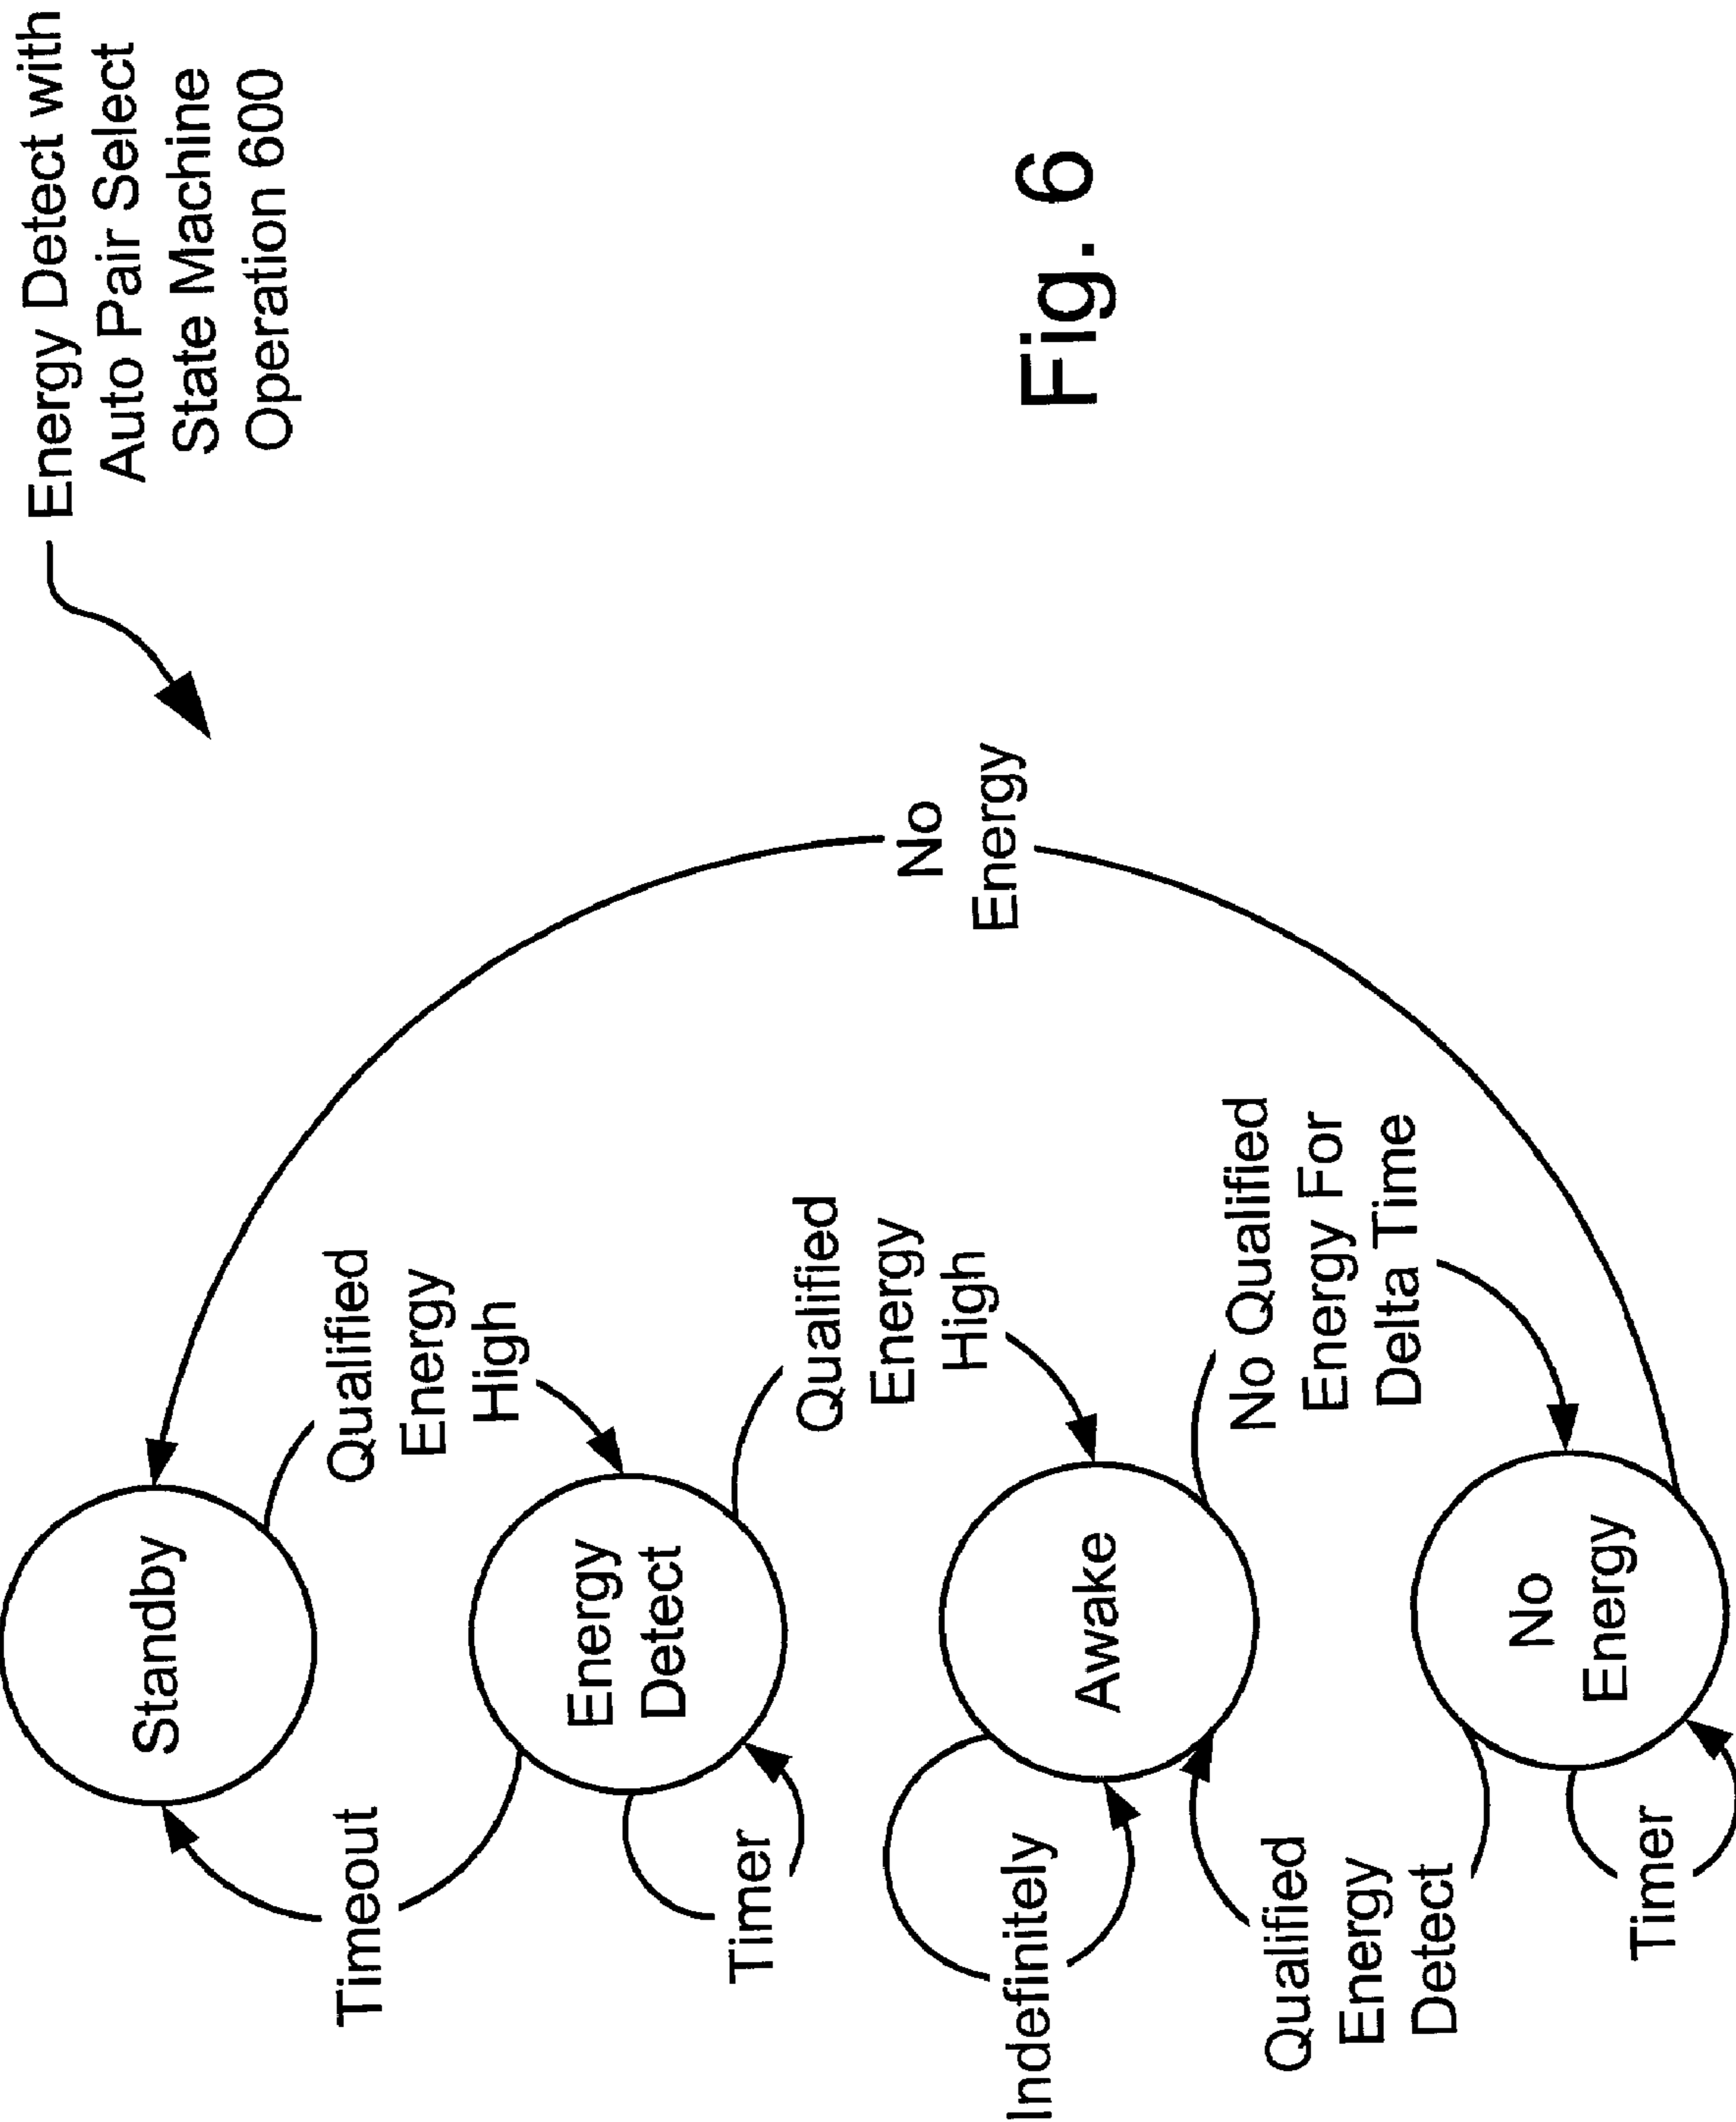 Energy Detect with
Auto Pair Select
State Machine
Operation 600
Standby
Timeout
Qualified
Energy
High
Energy
Detect
Timer
Qualified
Energy
High
Awake
Indefinitely
No Qualified
Energy For
Delta Time
Qualified
Energy
Detect
No
Energy
Timer
No
Energy
Fig. 6